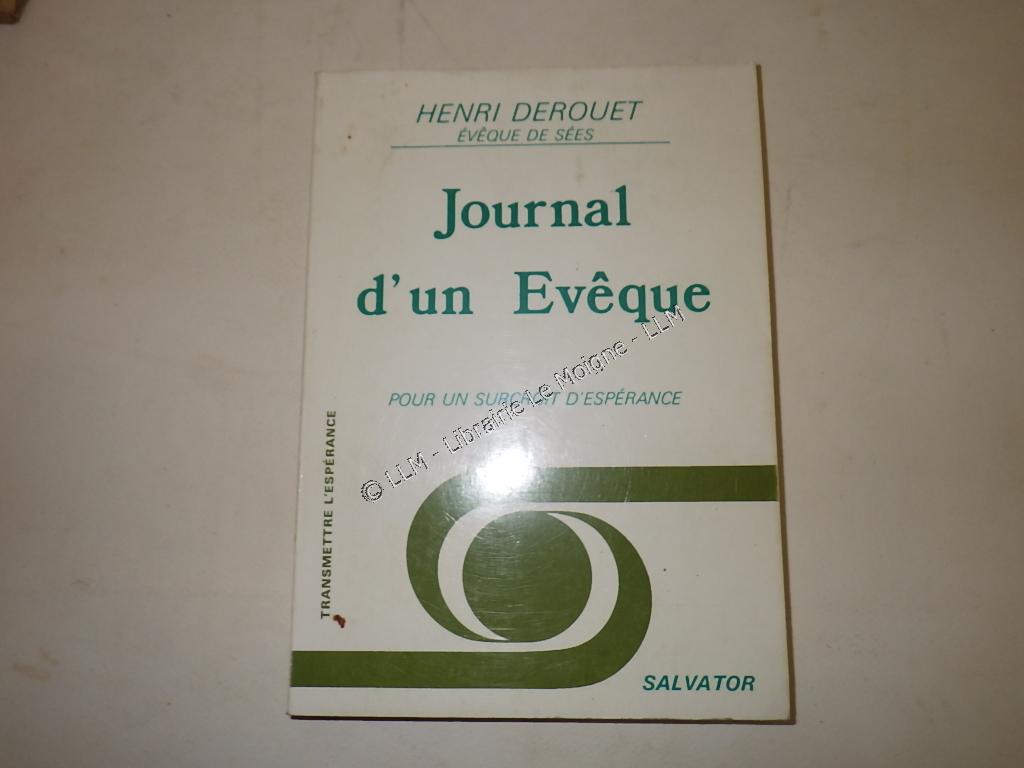 HENRI DEROUET
ÉVÊQUE DE SÉES
Journal
d'un Evêque
POUR UN SURCROIT D'ESPÉRANCE
TRANSMETTRE L'ESPÉRANCE
SALVATOR
© LLM - Librairie Le Moigne - LLM